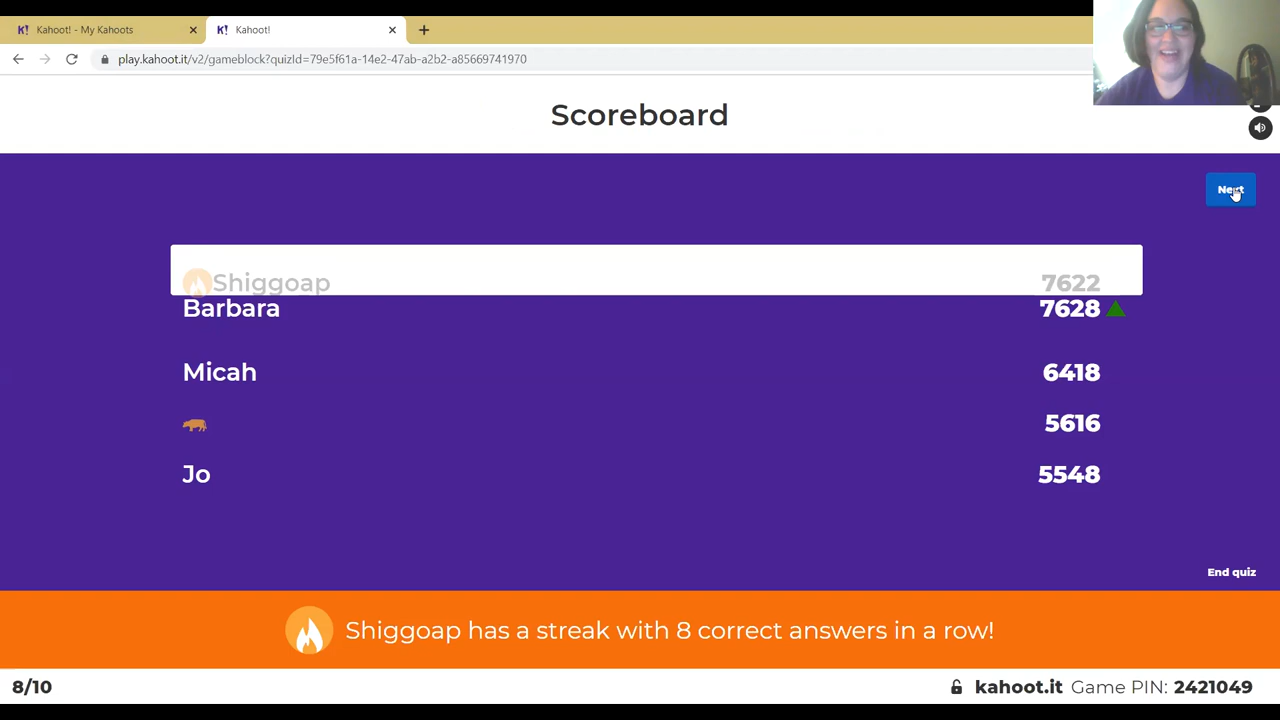 K! Kahoot! - My Kahoots
K! Kahoot!
play.kahoot.it/v2/gameblock?quizId=79e5f61a-14e2-47ab-a2b2-a85669741970
Scoreboard
Next
Shiggoap 7622
Barbara 7628
Micah 6418
5616
Jo 5548
End quiz
Shiggoap has a streak with 8 correct answers in a row!
8/10
kahoot.it Game PIN: 2421049